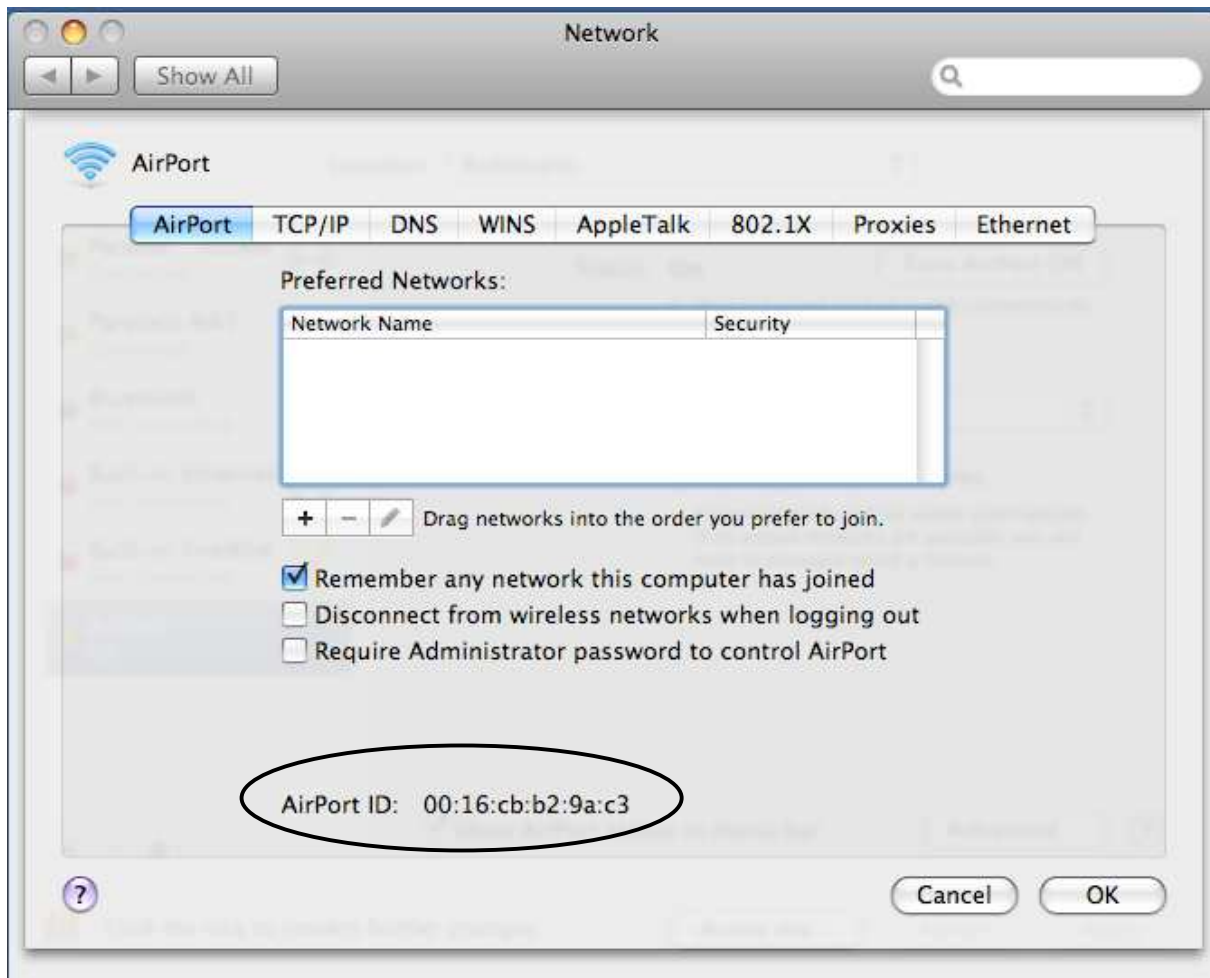 Network
Show All
AirPort
AirPort TCP/IP DNS WINS AppleTalk 802.1X Proxies Ethernet
Preferred Networks:
Network Name Security
+ − Drag networks into the order you prefer to join.
Remember any network this computer has joined
Disconnect from wireless networks when logging out
Require Administrator password to control AirPort
AirPort ID: 00:16:cb:b2:9a:c3
? Cancel OK